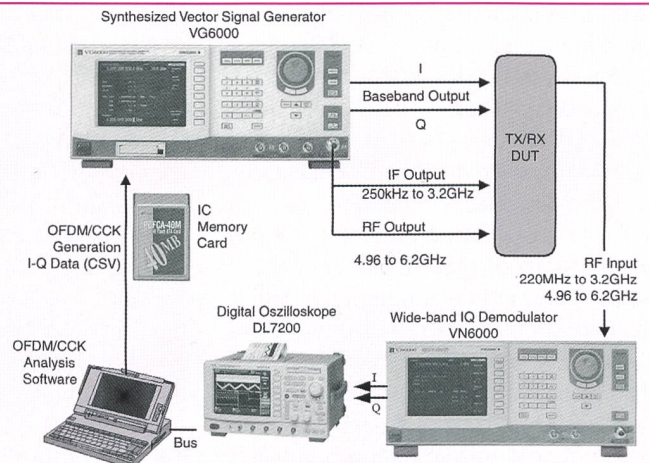 Synthesized Vector Signal Generator
VG6000
I
Baseband Output
Q
TX/RX
DUT
IF Output
250kHz to 3.2GHz
RF Output
4.96 to 6.2GHz
OFDM/CCK
Generation
I-Q Data (CSV)
IC
Memory
Card
40MB
RF Input
220MHz to 3.2GHz
4.96 to 6.2GHz
Digital Oszilloskope
DL7200
Wide-band IQ Demodulator
VN6000
OFDM/CCK
Analysis
Software
I
Q
Bus